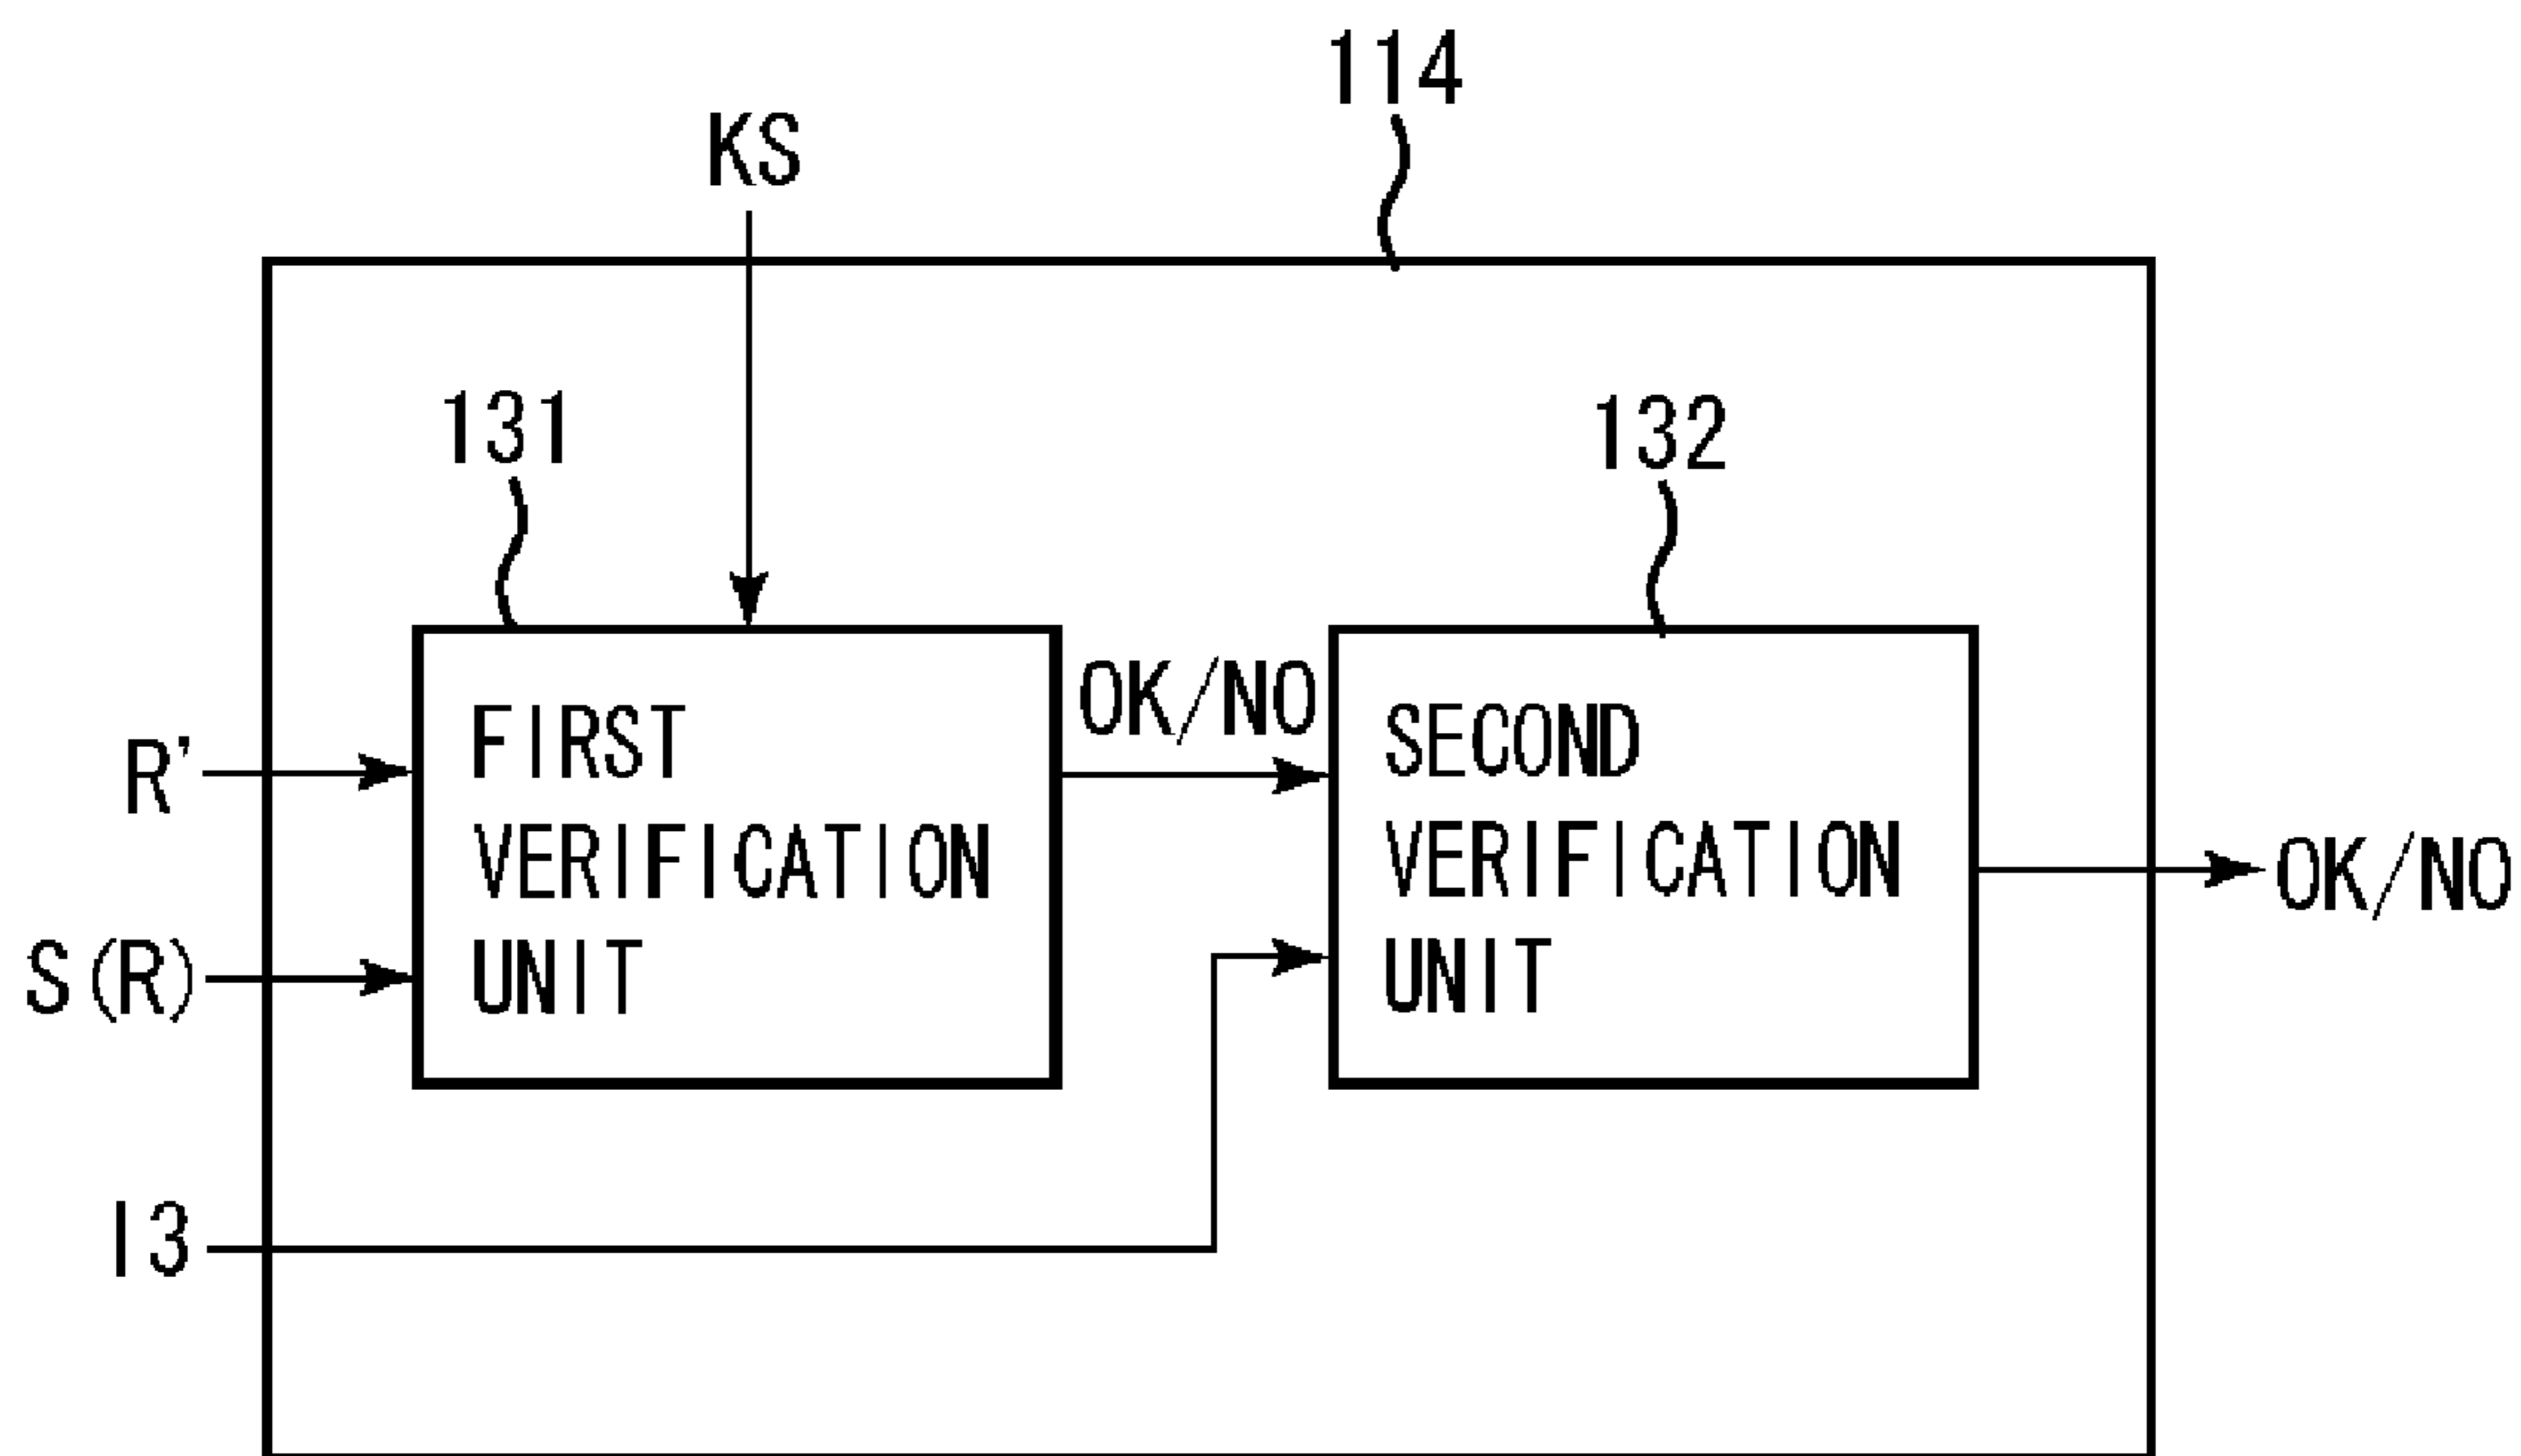 114
KS
131
132
FIRST
VERIFICATION
UNIT
OK/NO
SECOND
VERIFICATION
UNIT
R'
S(R)
I3
OK/NO